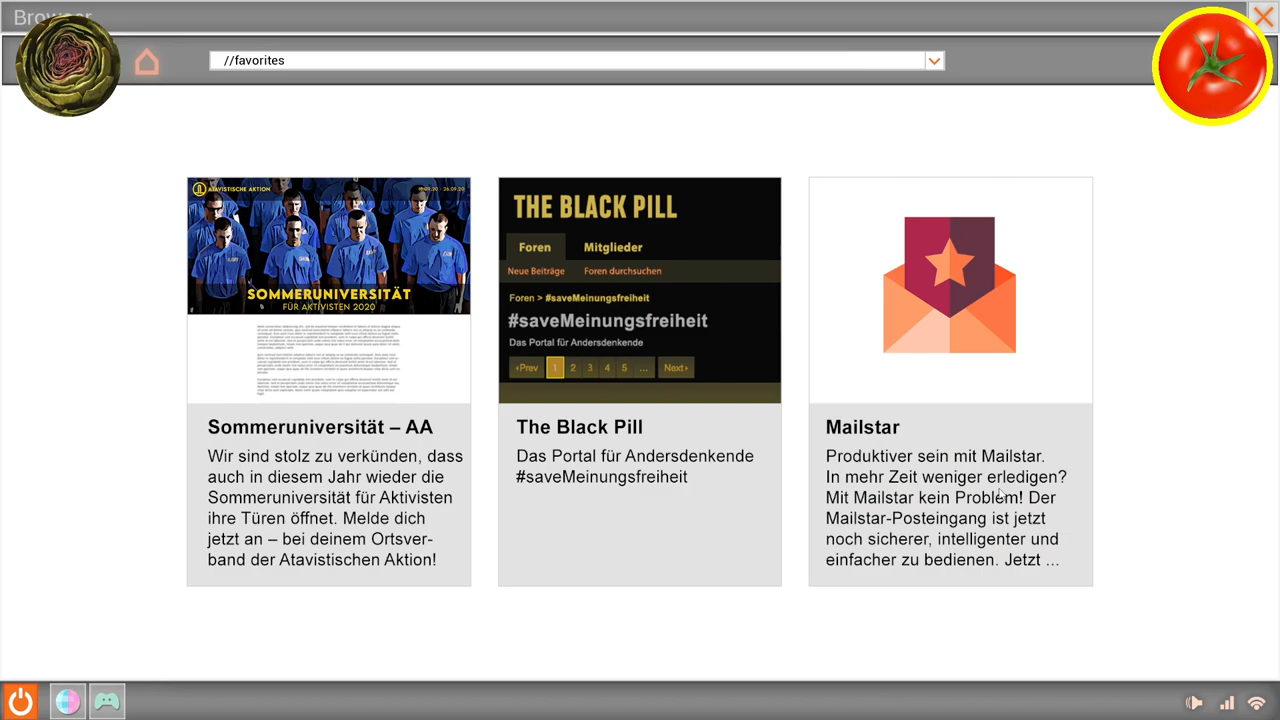 Browser
//favorites
ATAVISTISCHE AKTION
SOMMERUNIVERSITÄT
FÜR AKTIVISTEN 2020
Sommeruniversität – AA
Wir sind stolz zu verkünden, dass
auch in diesem Jahr wieder die
Sommeruniversität für Aktivisten
ihre Türen öffnet. Melde dich
jetzt an – bei deinem Ortsver-
band der Atavistischen Aktion!
THE BLACK PILL
Foren Mitglieder
Neue Beiträge Foren durchsuchen
Foren > #saveMeinungsfreiheit
#saveMeinungsfreiheit
Das Portal für Andersdenkende
‹Prev 1 2 3 4 5 ... Next›
The Black Pill
Das Portal für Andersdenkende
#saveMeinungsfreiheit
Mailstar
Produktiver sein mit Mailstar.
In mehr Zeit weniger erledigen?
Mit Mailstar kein Problem! Der
Mailstar-Posteingang ist jetzt
noch sicherer, intelligenter und
einfacher zu bedienen. Jetzt ...